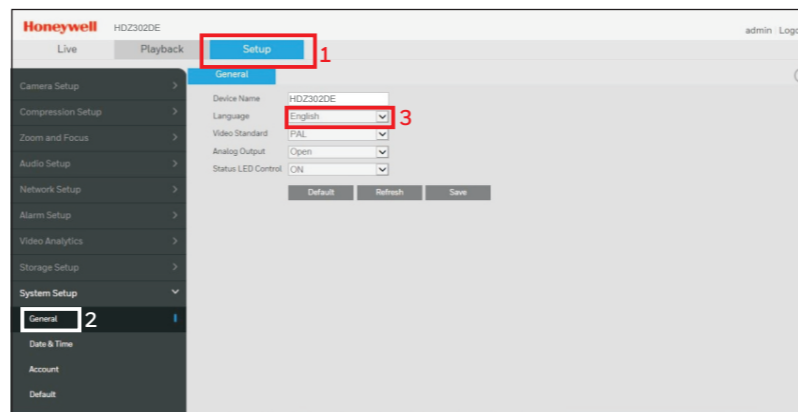 Honeywell HDZ302DE admin Logo
Live Playback Setup 1
General
Camera Setup
Compression Setup
Zoom and Focus
Audio Setup
Network Setup
Alarm Setup
Video Analytics
Storage Setup
System Setup
General 2
Date & Time
Account
Default
Device Name HDZ302DE
Language English 3
Video Standard PAL
Analog Output Open
Status LED Control ON
Default Refresh Save